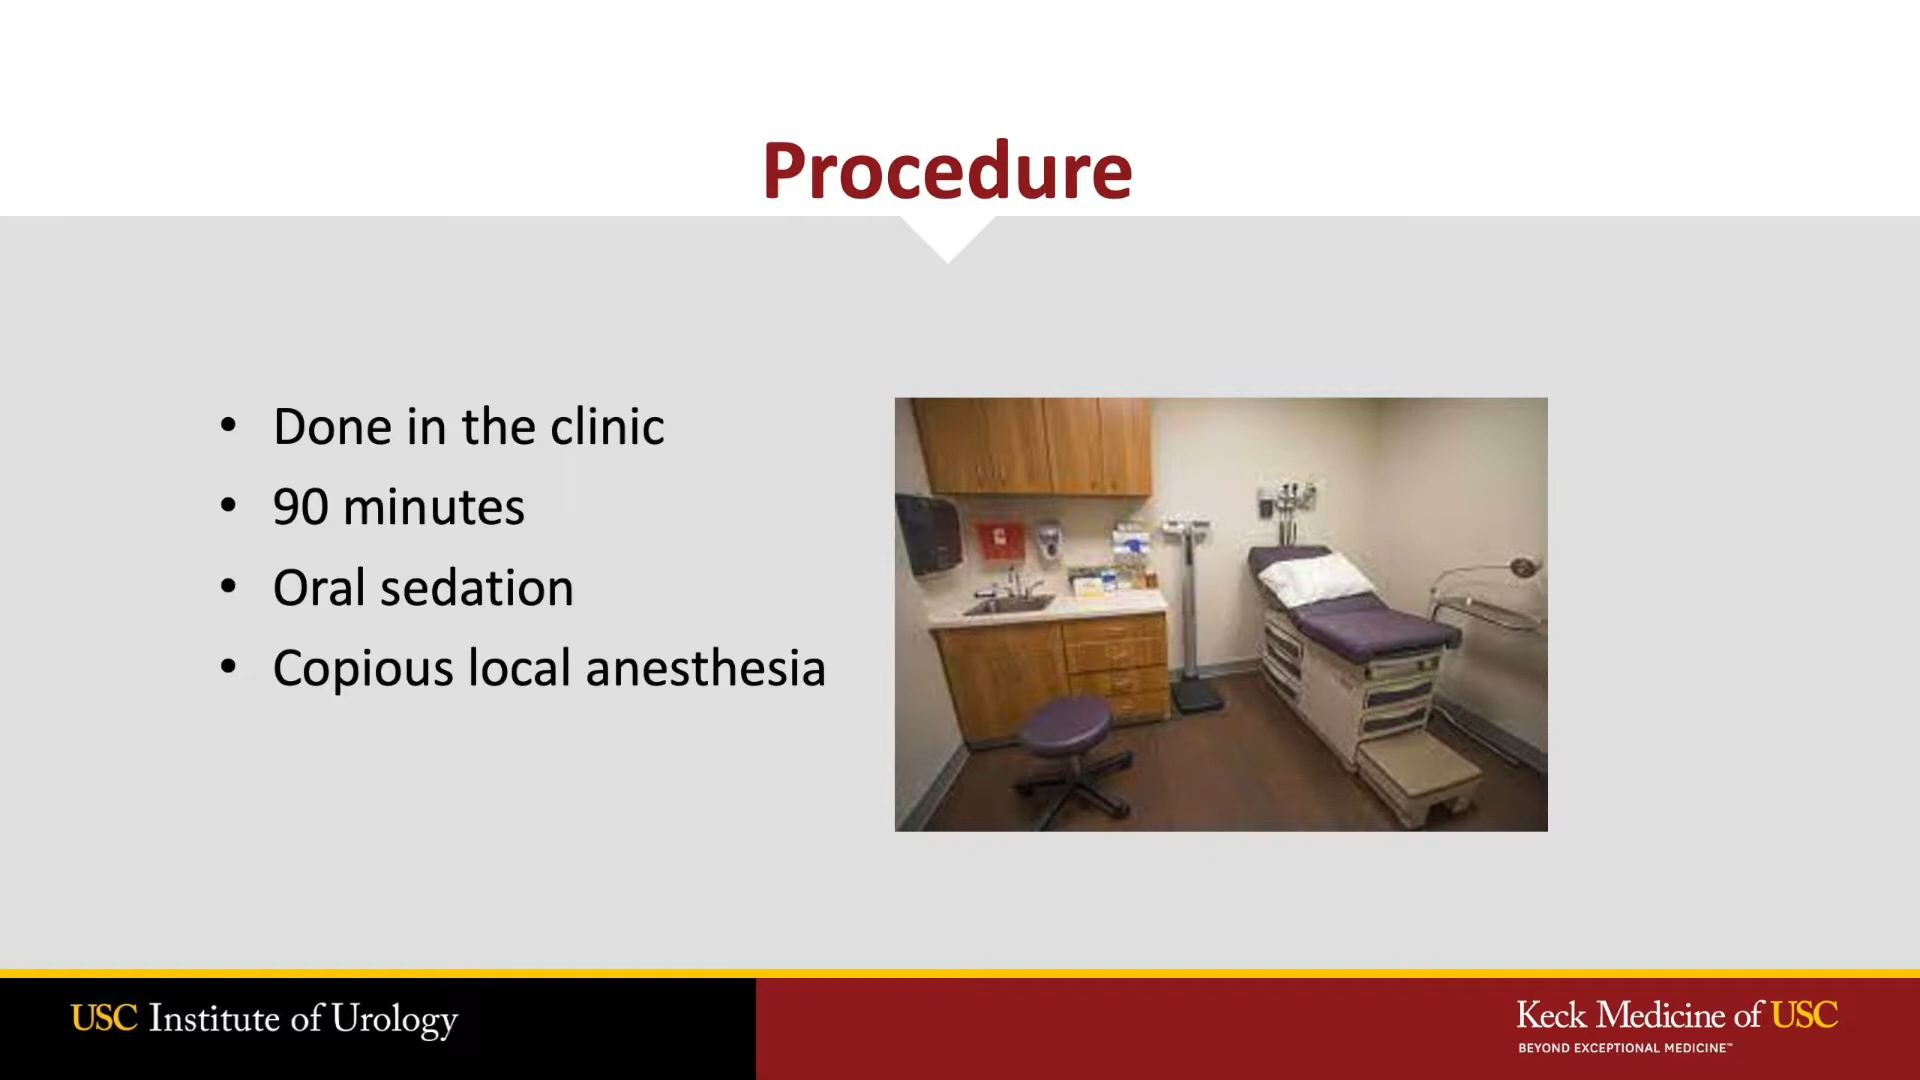 Procedure
• Done in the clinic
• 90 minutes
• Oral sedation
• Copious local anesthesia
USC Institute of Urology
Keck Medicine of USC
BEYOND EXCEPTIONAL MEDICINE™